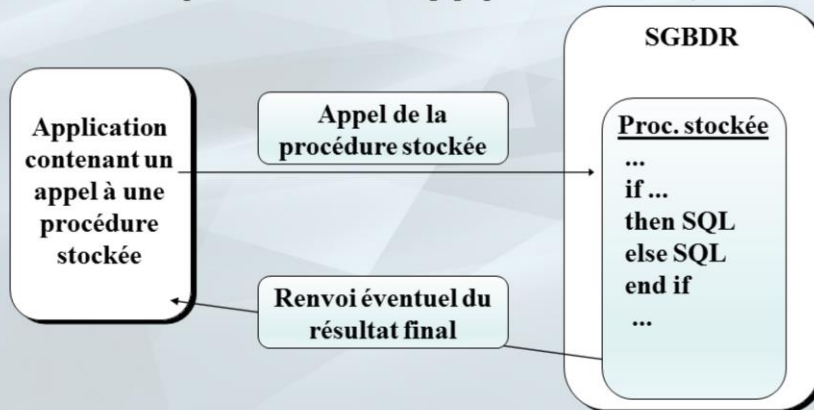 SGBDR
Application
contenant un
appel à une
procédure
stockée
Appel de la
procédure stockée
Renvoi éventuel du
résultat final
Proc. stockée
...
if ...
then SQL
else SQL
end if
...